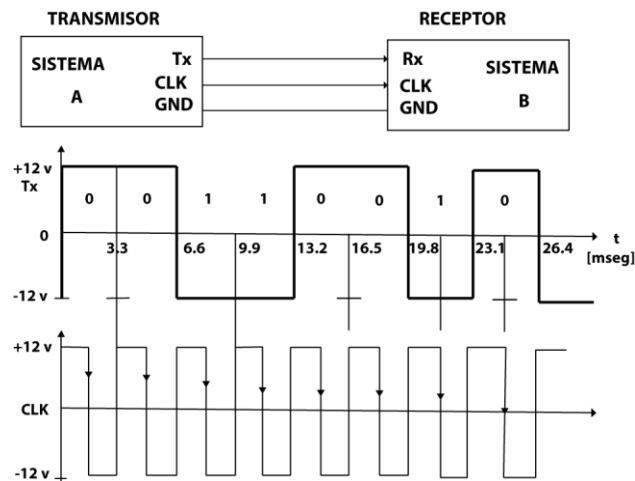 TRANSMISOR
RECEPTOR
SISTEMA
A
Tx
CLK
GND
Rx
CLK
GND
SISTEMA
B
+12 v
Tx
0
-12 v
0 0 1 1 0 0 1 0
3.3 6.6 9.9 13.2 16.5 19.8 23.1 26.4
t
[mseg]
+12 v
CLK
-12 v